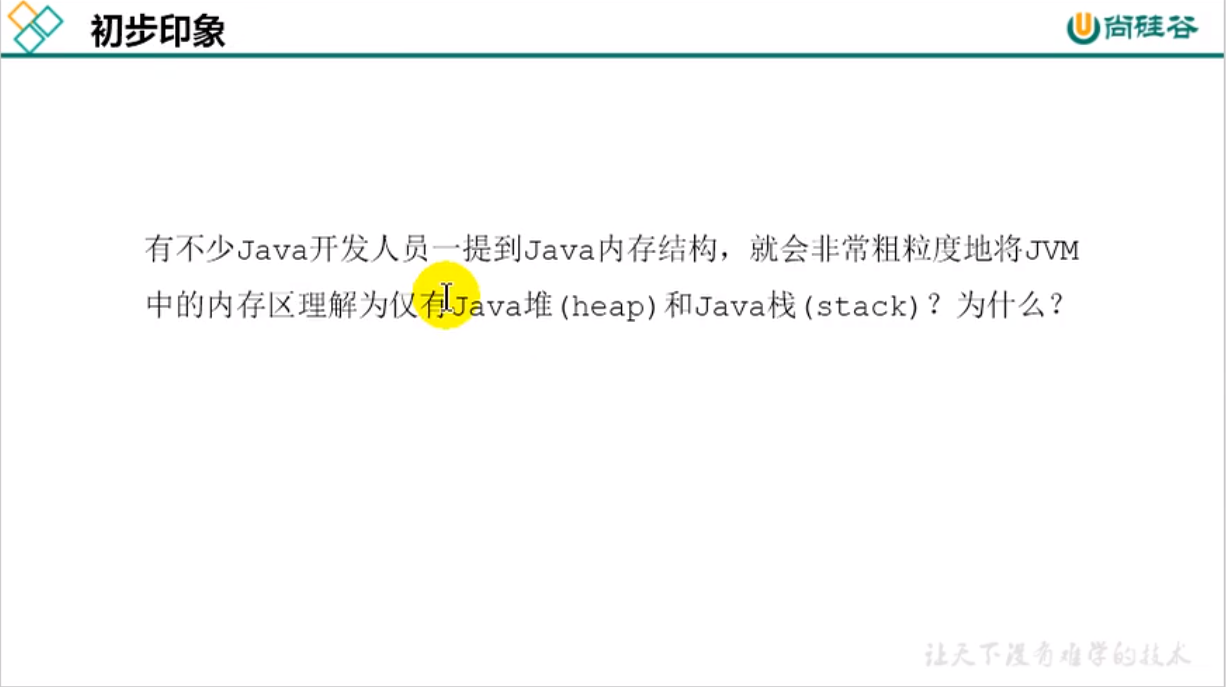 初步印象
尚硅谷
有不少Java开发人员一提到Java内存结构，就会非常粗粒度地将JVM
中的内存区理解为仅有Java堆(heap)和Java栈(stack)？为什么？
让天下没有难学的技术